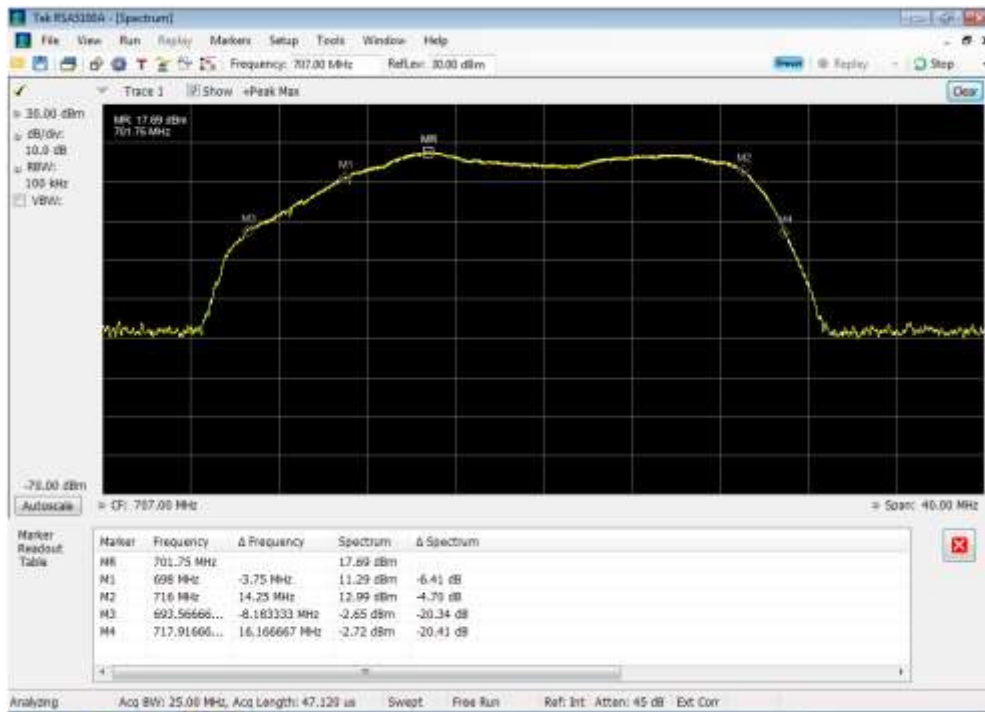 Tek RSA5100A - [Spectrum]
File View Run Replay Markers Setup Tools Window Help
Frequency: 707.00 MHz RefLev: 30.00 dBm Preset Replay Stop
Trace 1 Show +Peak Max Clear
30.00 dBm
dB/div:
10.0 dB
RBW:
100 kHz
VBW:
MR: 17.69 dBm
701.75 MHz
MR
M1
M2
M3
M4
-70.00 dBm
Autoscale CF: 707.00 MHz Span: 40.00 MHz
Marker
Readout
Table
Marker Frequency Δ Frequency Spectrum Δ Spectrum
MR 701.75 MHz 17.69 dBm
M1 698 MHz -3.75 MHz 11.29 dBm -6.41 dB
M2 716 MHz 14.25 MHz 12.99 dBm -4.70 dB
M3 693.56666... -8.183333 MHz -2.65 dBm -20.34 dB
M4 717.91666... 16.166667 MHz -2.72 dBm -20.41 dB
Analyzing Acq BW: 25.00 MHz, Acq Length: 47.120 us Swept Free Run Ref: Int Atten: 45 dB Ext Corr